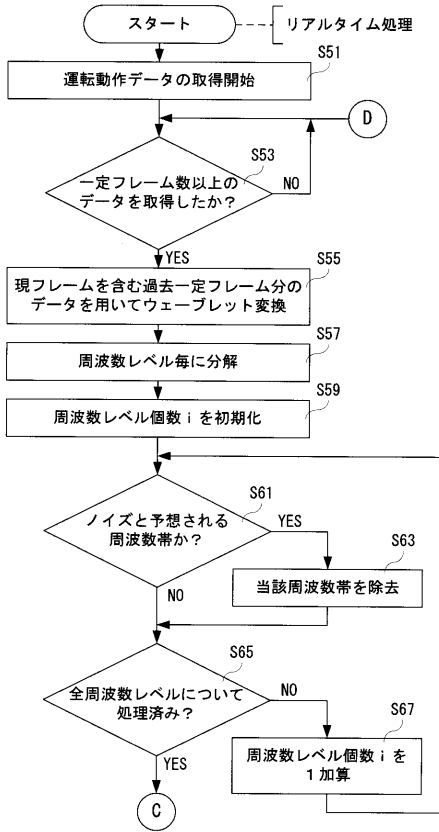 スタート
リアルタイム処理
S51
運転動作データの取得開始
D
S53
一定フレーム数以上の
データを取得したか？
NO
YES
S55
現フレームを含む過去一定フレーム分の
データを用いてウェーブレット変換
S57
周波数レベル毎に分解
S59
周波数レベル個数ｉを初期化
S61
ノイズと予想される
周波数帯か？
YES
S63
当該周波数帯を除去
NO
S65
全周波数レベルについて
処理済み？
NO
S67
周波数レベル個数ｉを
１加算
YES
C